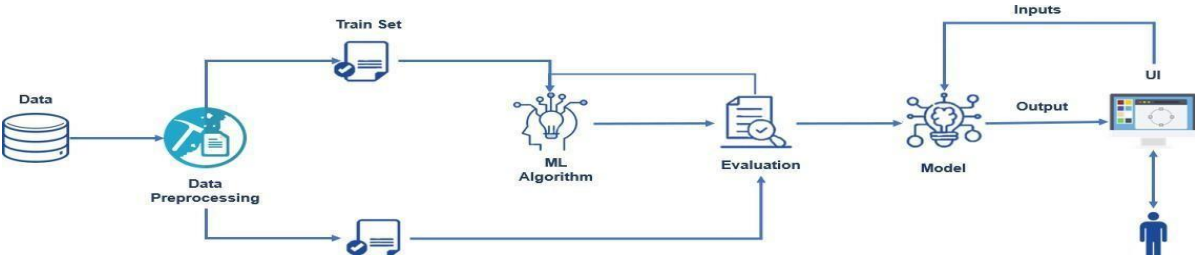 Inputs
Train Set
UI
Data
Output
ML
Algorithm
Evaluation
Model
Data
Preprocessing